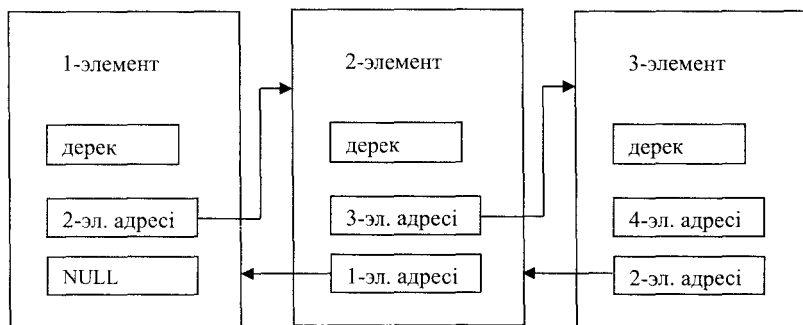 1-элемент
дерек
2-эл. адресі
NULL
2-элемент
дерек
3-эл. адресі
1-эл. адресі
3-элемент
дерек
4-эл. адресі
2-эл. адресі